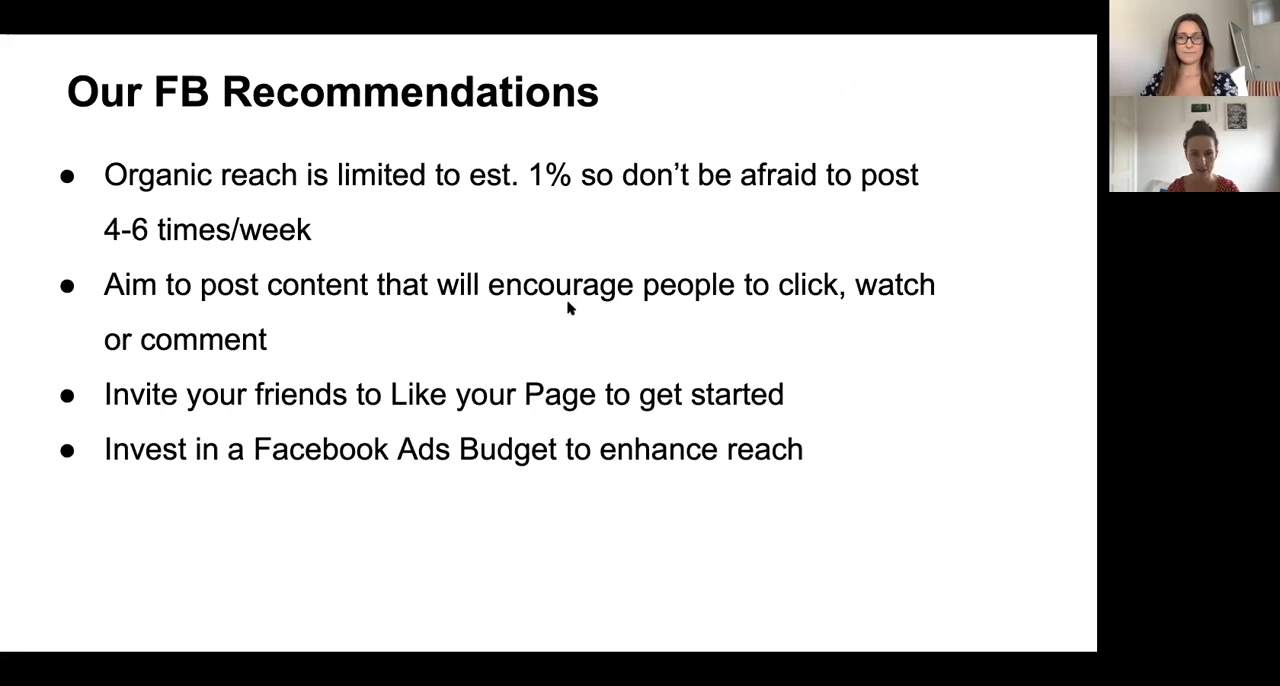 Our FB Recommendations
● Organic reach is limited to est. 1% so don’t be afraid to post
4-6 times/week
● Aim to post content that will encourage people to click, watch
or comment
● Invite your friends to Like your Page to get started
● Invest in a Facebook Ads Budget to enhance reach